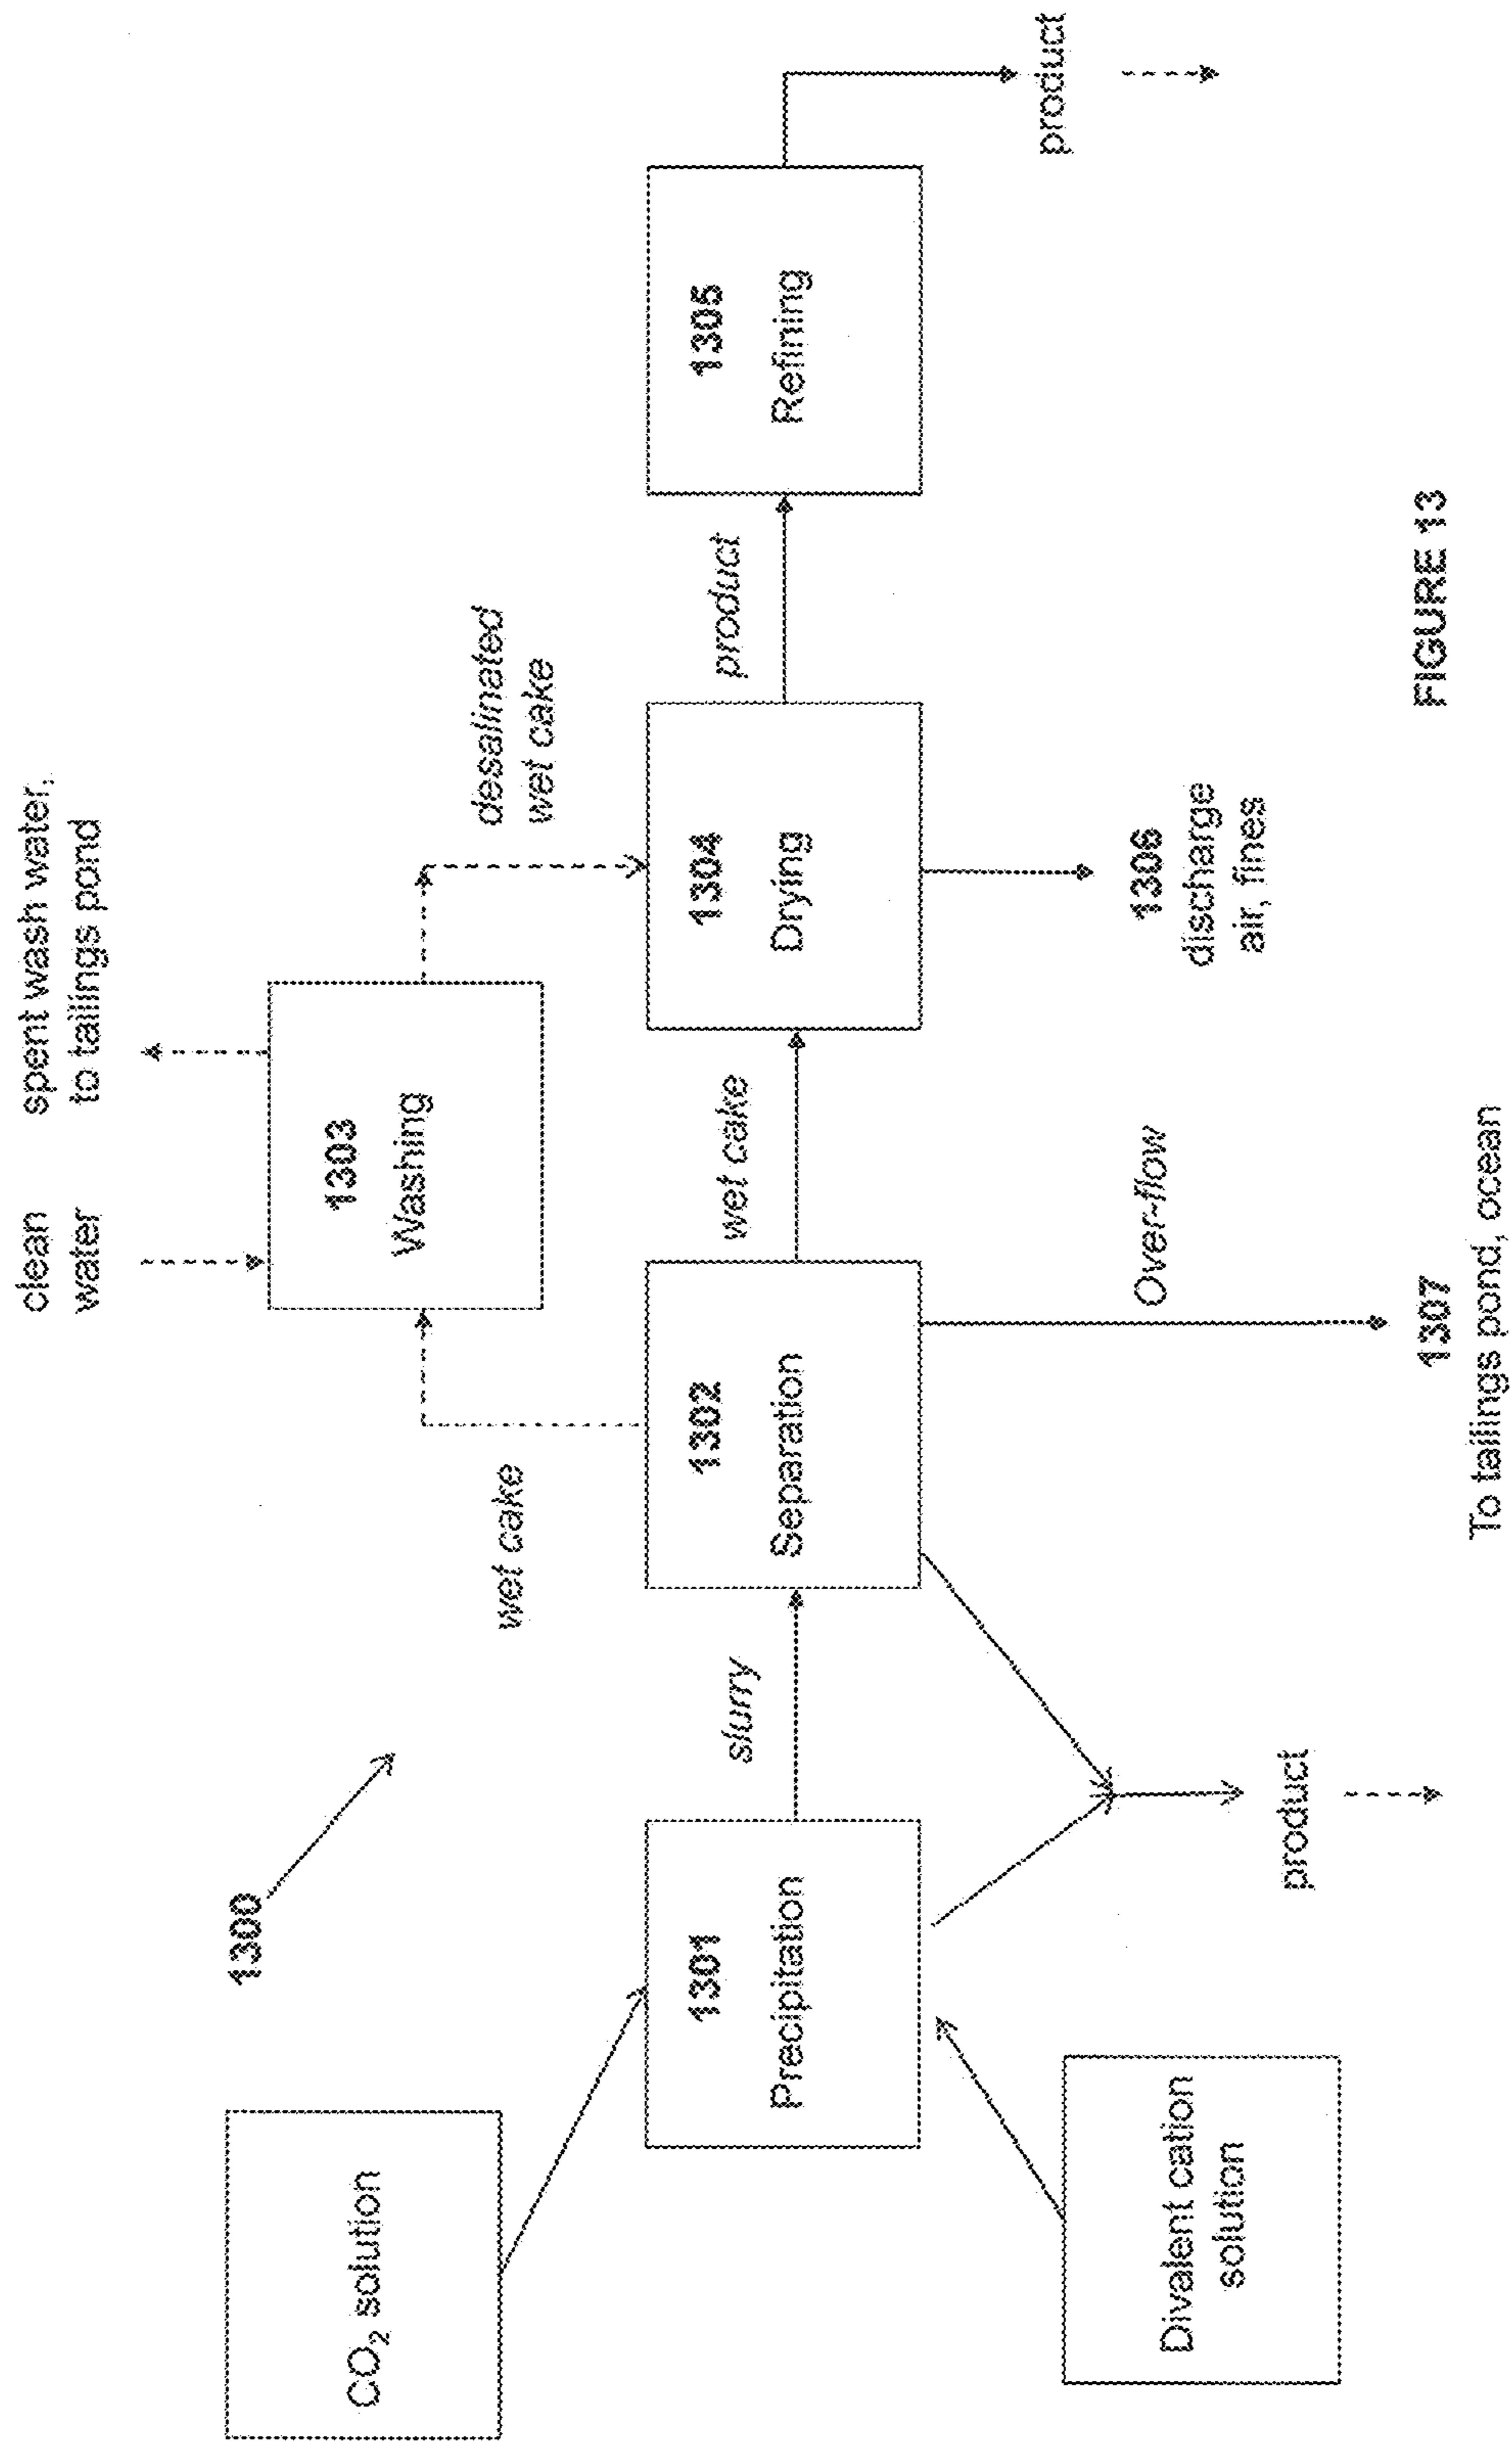 clean
water
spent wash water,
to tailings pond
1300
1303
Washing
CO₂ solution
wet cake
desalinated
wet cake
1301
Precipitation
slurry
1302
Separation
wet cake
1304
Drying
product
1305
Refining
product
Divalent cation
solution
product
Over-flow
1306
discharge
air, fines
1307
To tailings pond, ocean
FIGURE 13